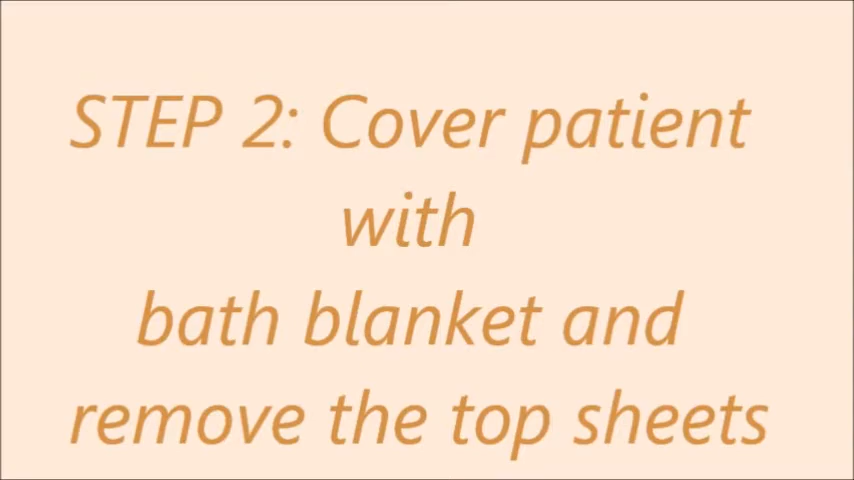 STEP 2: Cover patient
with
bath blanket and
remove the top sheets